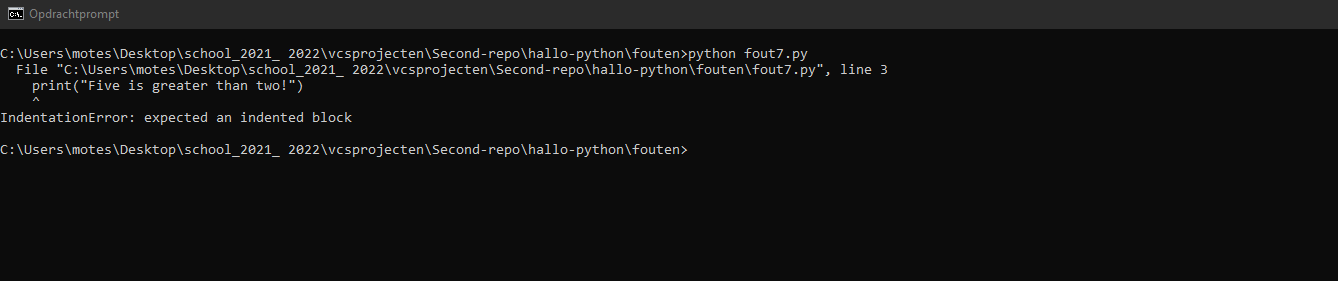 Opdrachtprompt
C:\Users\motes\Desktop\school_2021_ 2022\vcsprojecten\Second-repo\hallo-python\fouten>python fout7.py
  File "C:\Users\motes\Desktop\school_2021_ 2022\vcsprojecten\Second-repo\hallo-python\fouten\fout7.py", line 3
    print("Five is greater than two!")
    ^
IndentationError: expected an indented block
C:\Users\motes\Desktop\school_2021_ 2022\vcsprojecten\Second-repo\hallo-python\fouten>